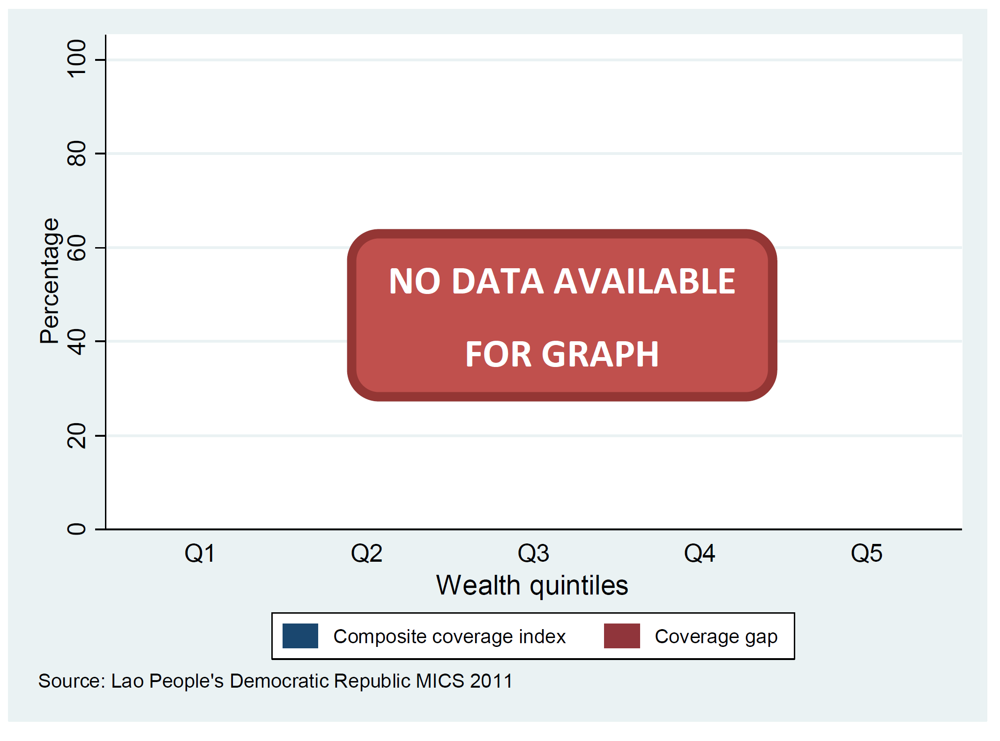 100
80
60
40
20
0
Percentage
NO DATA AVAILABLE
FOR GRAPH
Q1 Q2 Q3 Q4 Q5
Wealth quintiles
Composite coverage index Coverage gap
Source: Lao People's Democratic Republic MICS 2011